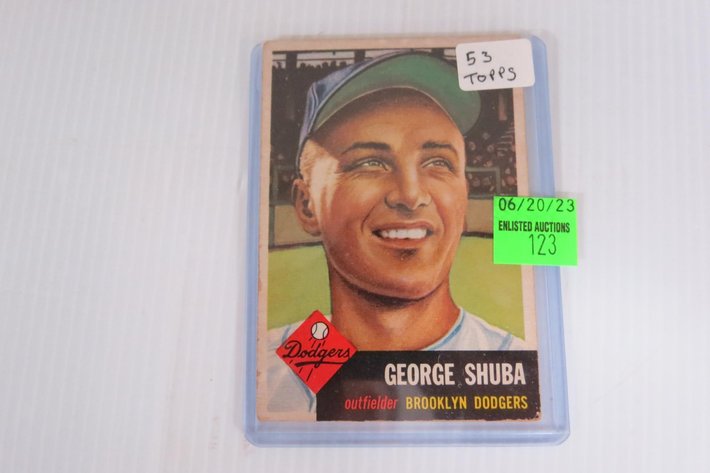 53
TOPPS
06/20/23
ENLISTED AUCTIONS
123
Dodgers
GEORGE SHUBA
outfielder BROOKLYN DODGERS